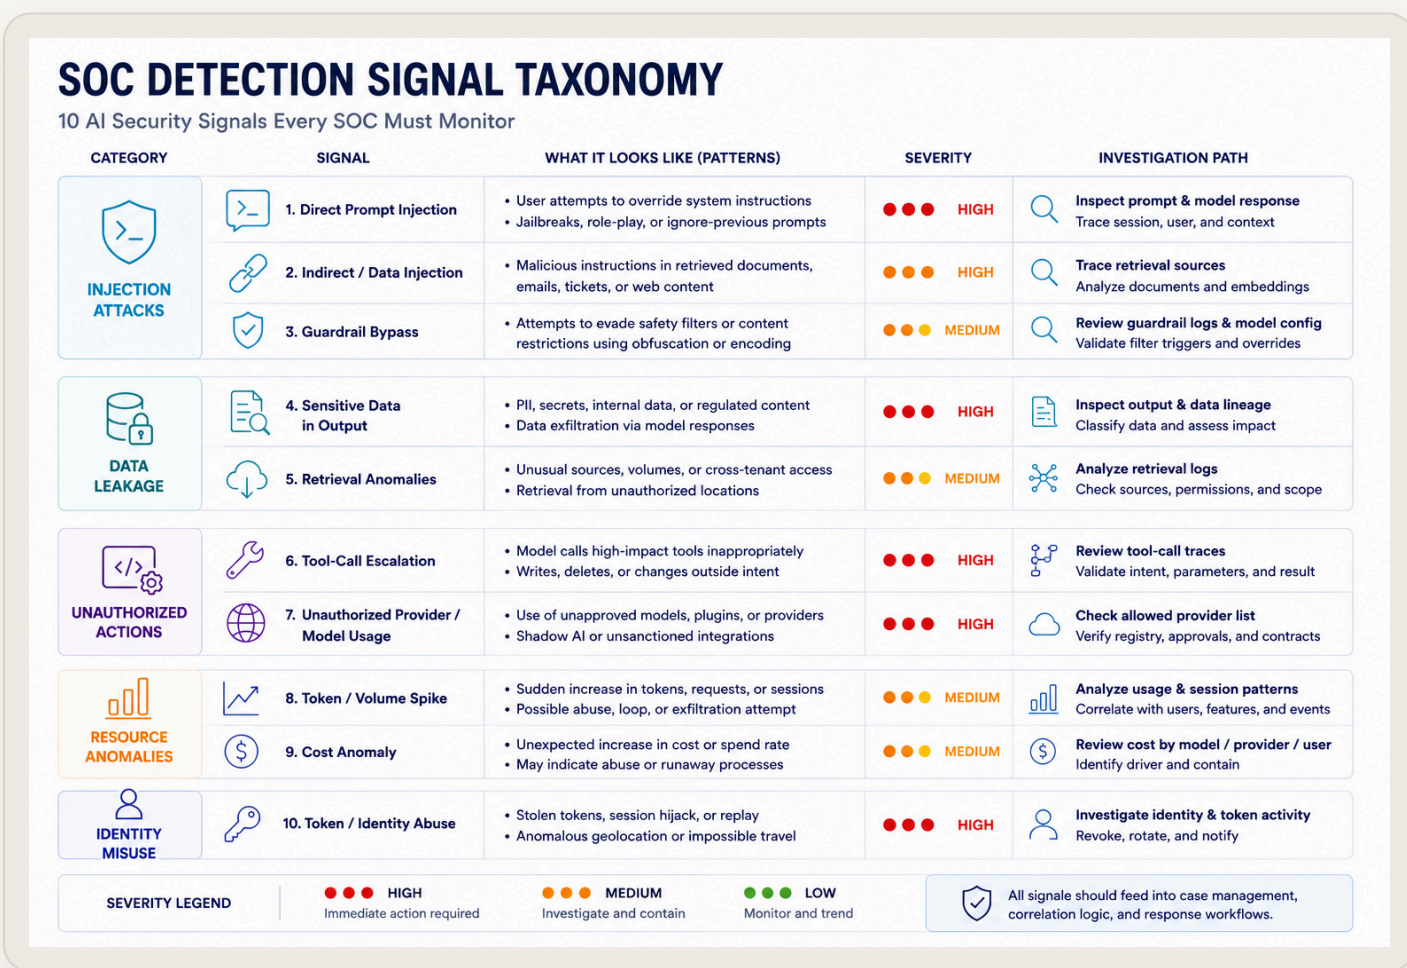 SOC DETECTION SIGNAL TAXONOMY
10 AI Security Signals Every SOC Must Monitor
CATEGORY
SIGNAL
WHAT IT LOOKS LIKE (PATTERNS)
SEVERITY
INVESTIGATION PATH
INJECTION
ATTACKS
1. Direct Prompt Injection
• User attempts to override system instructions
• Jailbreaks, role-play, or ignore-previous prompts
HIGH
Inspect prompt & model response
Trace session, user, and context
2. Indirect / Data Injection
• Malicious instructions in retrieved documents,
emails, tickets, or web content
HIGH
Trace retrieval sources
Analyze documents and embeddings
3. Guardrail Bypass
• Attempts to evade safety filters or content
restrictions using obfuscation or encoding
MEDIUM
Review guardrail logs & model config
Validate filter triggers and overrides
DATA
LEAKAGE
4. Sensitive Data
in Output
• PII, secrets, internal data, or regulated content
• Data exfiltration via model responses
HIGH
Inspect output & data lineage
Classify data and assess impact
5. Retrieval Anomalies
• Unusual sources, volumes, or cross-tenant access
• Retrieval from unauthorized locations
MEDIUM
Analyze retrieval logs
Check sources, permissions, and scope
UNAUTHORIZED
ACTIONS
6. Tool-Call Escalation
• Model calls high-impact tools inappropriately
• Writes, deletes, or changes outside intent
HIGH
Review tool-call traces
Validate intent, parameters, and result
7. Unauthorized Provider /
Model Usage
• Use of unapproved models, plugins, or providers
• Shadow AI or unsanctioned integrations
HIGH
Check allowed provider list
Verify registry, approvals, and contracts
RESOURCE
ANOMALIES
8. Token / Volume Spike
• Sudden increase in tokens, requests, or sessions
• Possible abuse, loop, or exfiltration attempt
MEDIUM
Analyze usage & session patterns
Correlate with users, features, and events
9. Cost Anomaly
• Unexpected increase in cost or spend rate
• May indicate abuse or runaway processes
MEDIUM
Review cost by model / provider / user
Identify driver and contain
IDENTITY
MISUSE
10. Token / Identity Abuse
• Stolen tokens, session hijack, or replay
• Anomalous geolocation or impossible travel
HIGH
Investigate identity & token activity
Revoke, rotate, and notify
SEVERITY LEGEND
HIGH
Immediate action required
MEDIUM
Investigate and contain
LOW
Monitor and trend
All signale should feed into case management,
correlation logic, and response workflows.